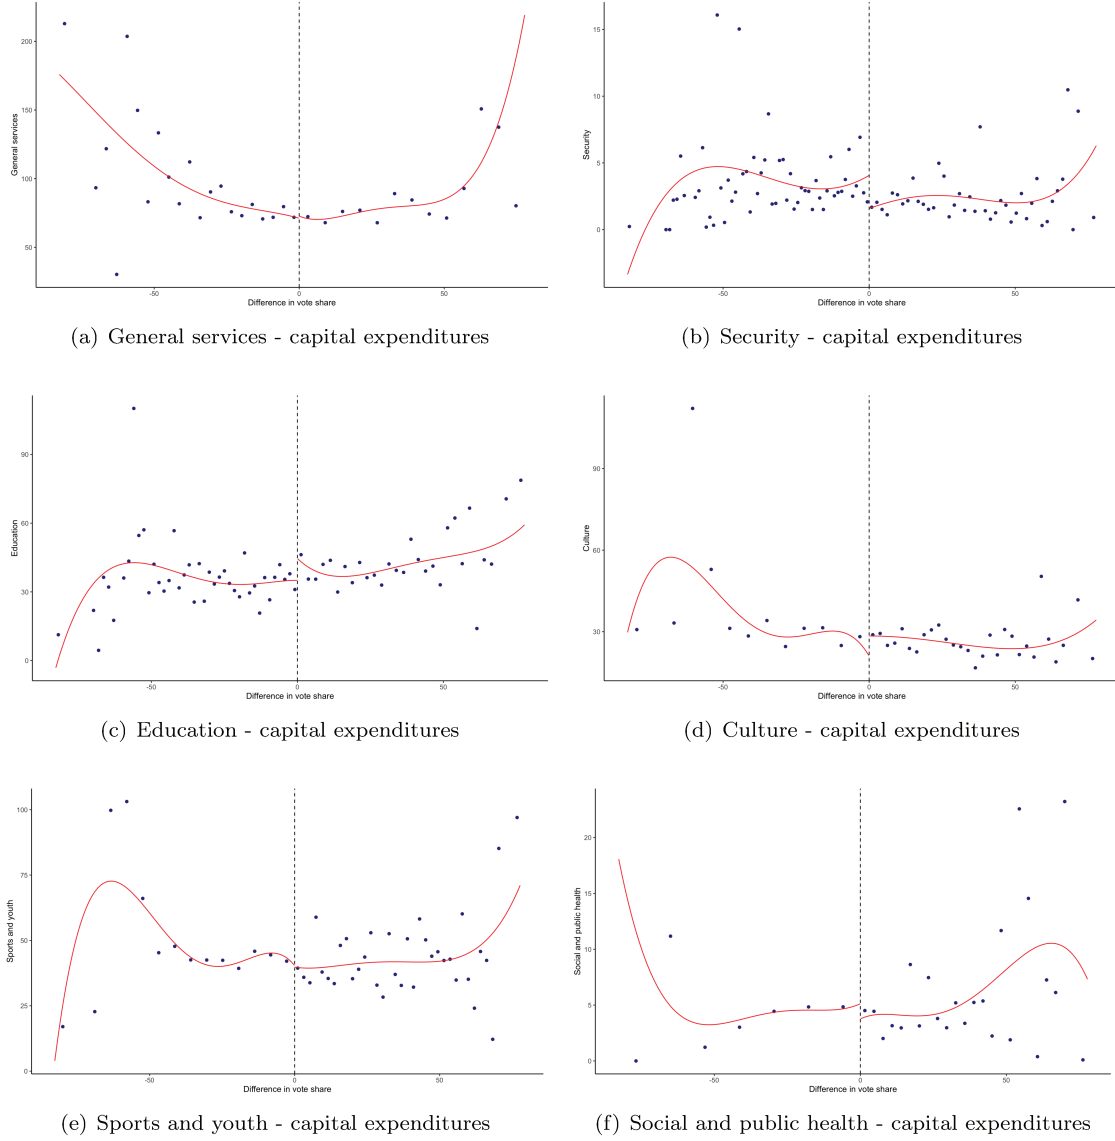 200
150
100
50
General services
-50
0
50
Difference in vote share
(a) General services - capital expenditures
15
10
5
0
Security
-50
0
50
Difference in vote share
(b) Security - capital expenditures
90
60
30
0
Education
-50
0
50
Difference in vote share
(c) Education - capital expenditures
90
60
30
Culture
-50
0
50
Difference in vote share
(d) Culture - capital expenditures
100
75
50
25
0
Sports and youth
-50
0
50
Difference in vote share
(e) Sports and youth - capital expenditures
20
15
10
5
0
Social and public health
-50
0
50
Difference in vote share
(f) Social and public health - capital expenditures